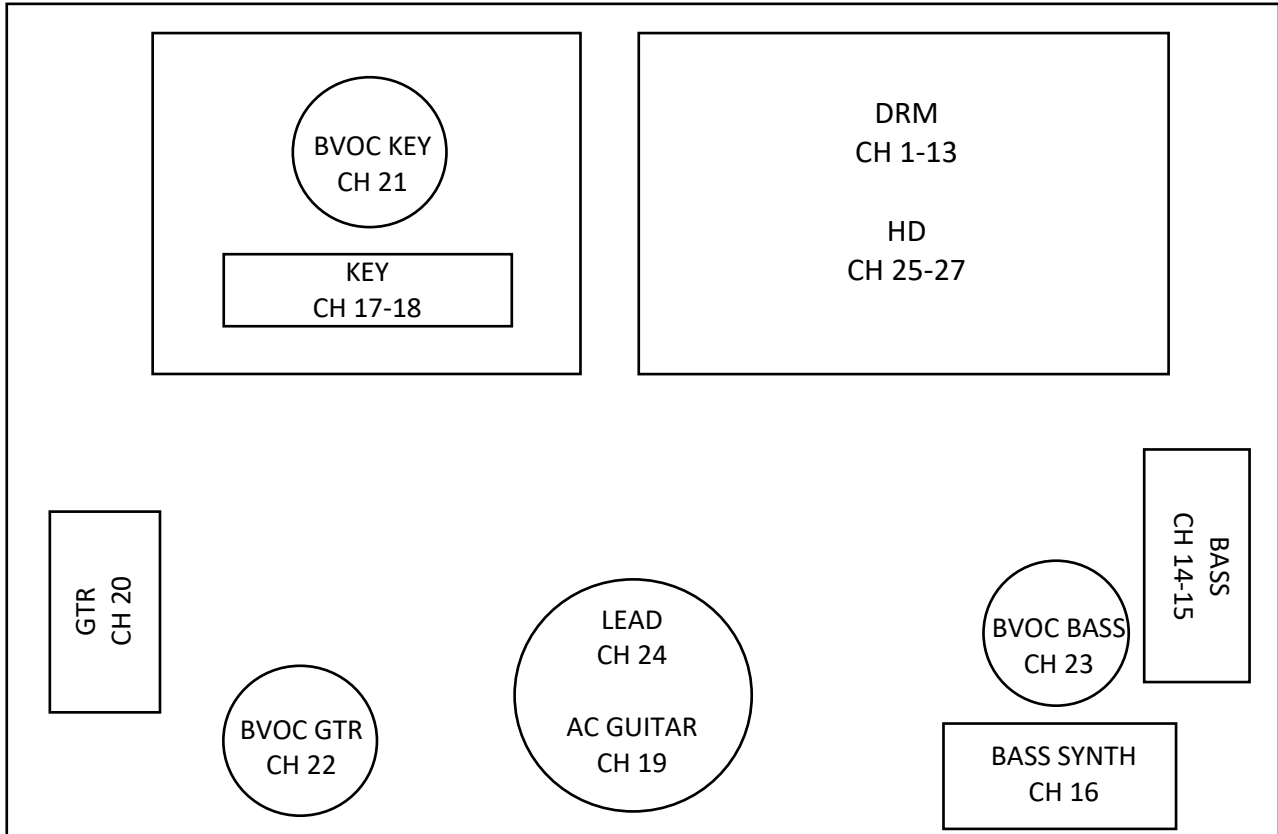 BVOC KEY
CH 21
KEY
CH 17-18
DRM
CH 1-13
HD
CH 25-27
GTR
CH 20
BVOC GTR
CH 22
LEAD
CH 24
AC GUITAR
CH 19
BVOC BASS
CH 23
BASS
CH 14-15
BASS SYNTH
CH 16